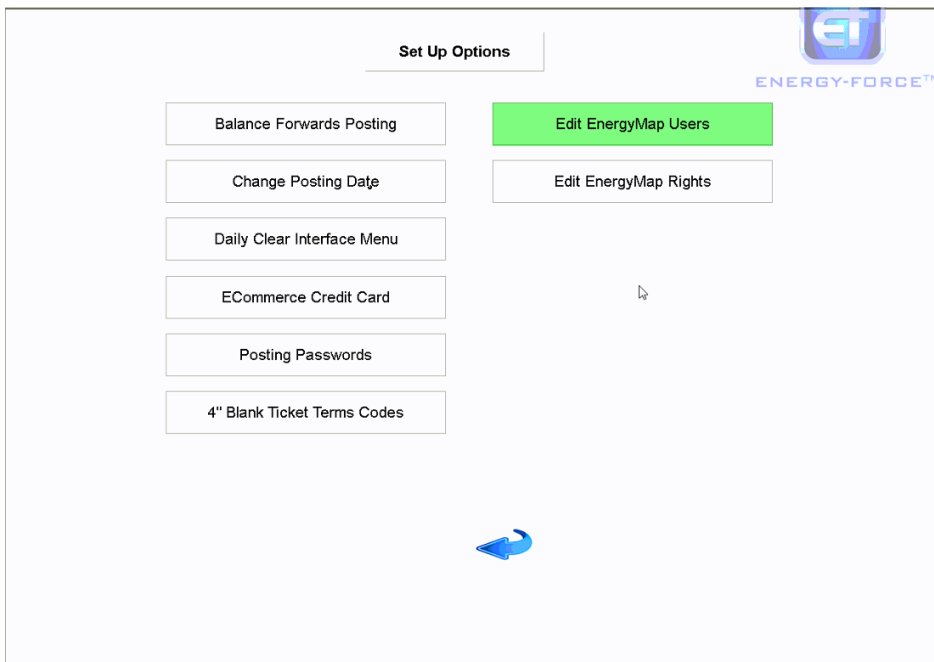 Set Up Options
ENERGY-FORCE™
Balance Forwards Posting
Edit EnergyMap Users
Change Posting Date
Edit EnergyMap Rights
Daily Clear Interface Menu
ECommerce Credit Card
Posting Passwords
4" Blank Ticket Terms Codes